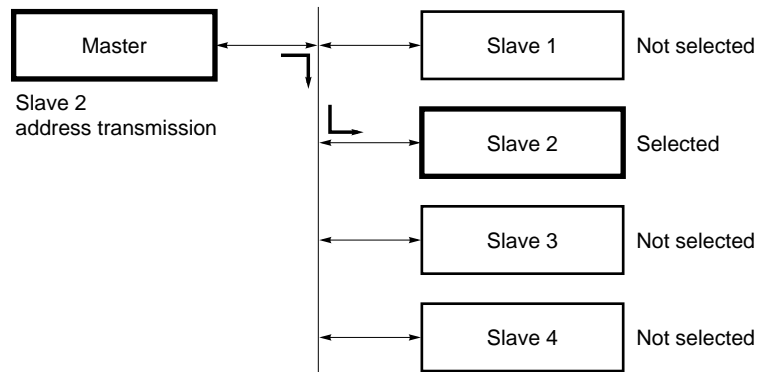 Master
Slave 1
Not selected
Slave 2
address transmission
Slave 2
Selected
Slave 3
Not selected
Slave 4
Not selected